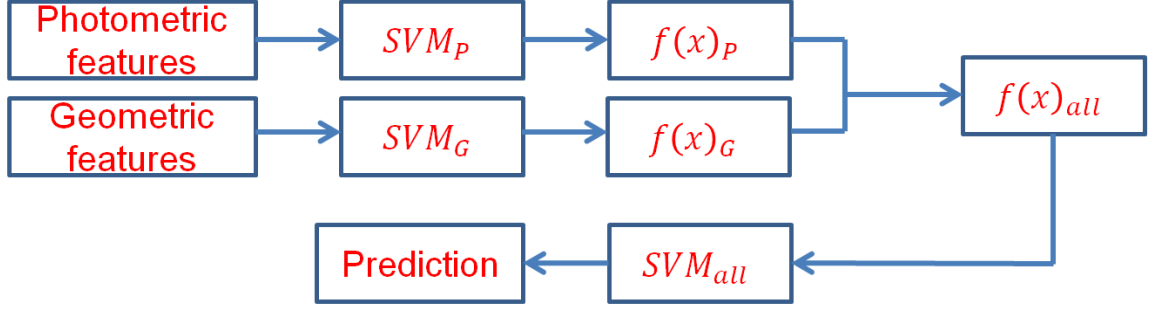 Photometric
features
SVM_P
f(x)_P
Geometric
features
SVM_G
f(x)_G
f(x)_all
Prediction
SVM_all